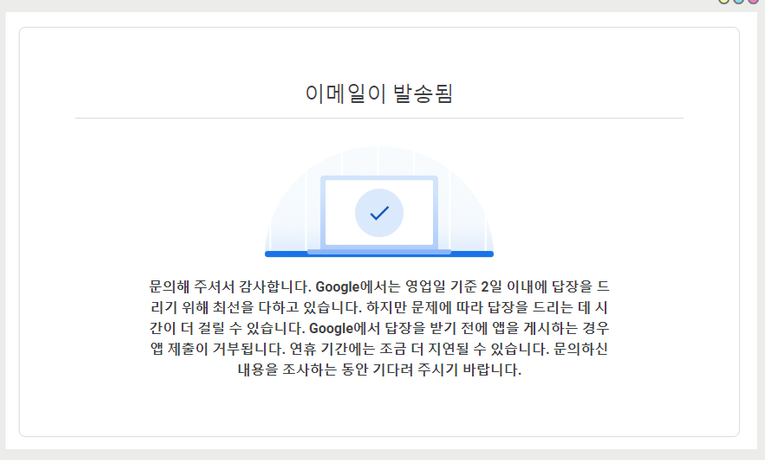 이메일이 발송됨
문의해 주셔서 감사합니다. Google에서는 영업일 기준 2일 이내에 답장을 드
리기 위해 최선을 다하고 있습니다. 하지만 문제에 따라 답장을 드리는 데 시
간이 더 걸릴 수 있습니다. Google에서 답장을 받기 전에 앱을 게시하는 경우
앱 제출이 거부됩니다. 연휴 기간에는 조금 더 지연될 수 있습니다. 문의하신
내용을 조사하는 동안 기다려 주시기 바랍니다.